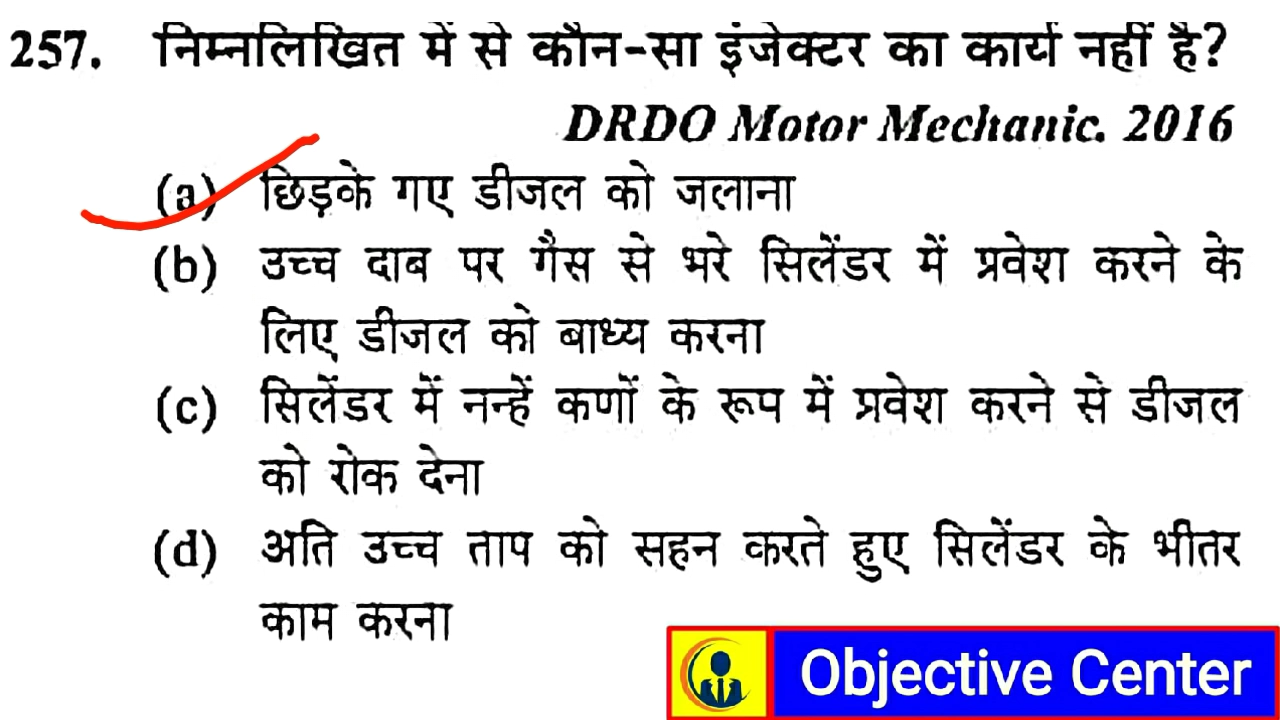 257. निम्नलिखित में से कौन-सा इंजेक्टर का कार्य नहीं है?
DRDO Motor Mechanic. 2016
(a) छिड़के गए डीजल को जलाना
(b) उच्च दाब पर गैस से भरे सिलेंडर में प्रवेश करने के
लिए डीजल को बाध्य करना
(c) सिलेंडर में नन्हें कणों के रूप में प्रवेश करने से डीजल
को रोक देना
(d) अति उच्च ताप को सहन करते हुए सिलेंडर के भीतर
काम करना
Objective Center